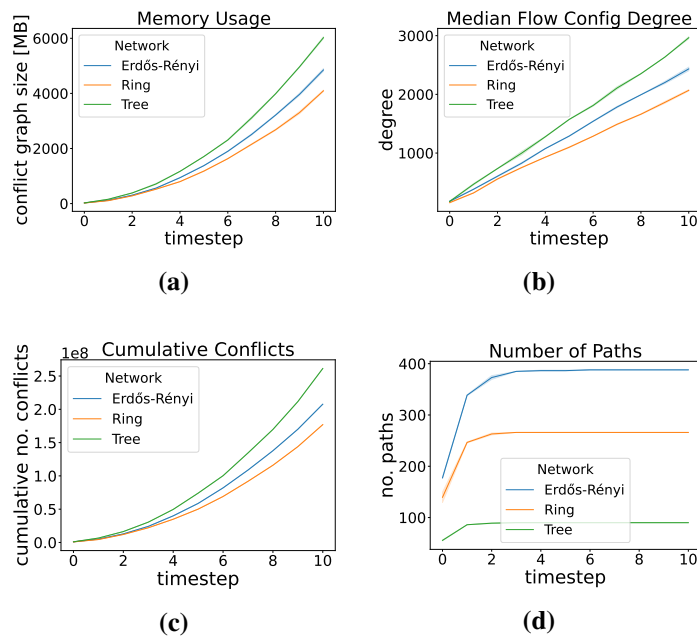 Memory Usage
conflict graph size [MB]
6000
4000
2000
0
Network
Erdős-Rényi
Ring
Tree
0 2 4 6 8 10
timestep
(a)
Median Flow Config Degree
degree
3000
2000
1000
Network
Erdős-Rényi
Ring
Tree
0 2 4 6 8 10
timestep
(b)
Cumulative Conflicts
1e8
cumulative no. conflicts
2.5
2.0
1.5
1.0
0.5
0.0
Network
Erdős-Rényi
Ring
Tree
0 2 4 6 8 10
timestep
(c)
Number of Paths
no. paths
400
300
200
100
Network
Erdős-Rényi
Ring
Tree
0 2 4 6 8 10
timestep
(d)